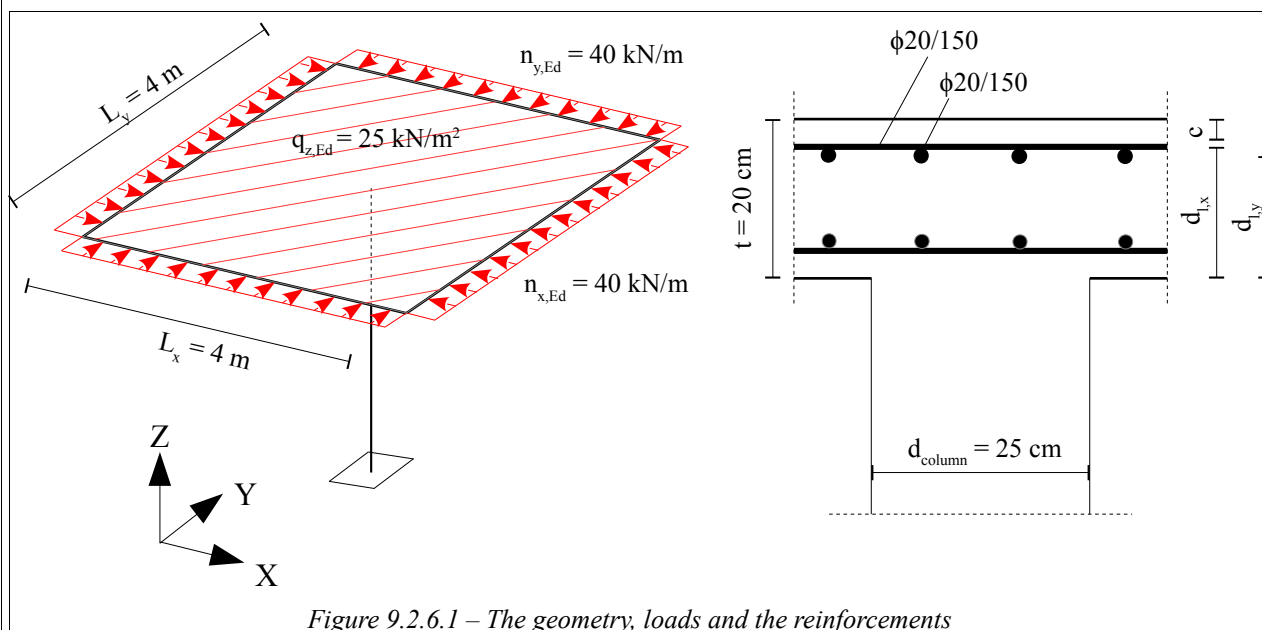 n_y,Ed = 40 kN/m
L_y = 4 m
q_z,Ed = 25 kN/m²
n_x,Ed = 40 kN/m
L_x = 4 m
Z
Y
X
ϕ20/150
ϕ20/150
c
t = 20 cm
d_l,x
d_l,y
d_column = 25 cm
Figure 9.2.6.1 – The geometry, loads and the reinforcements